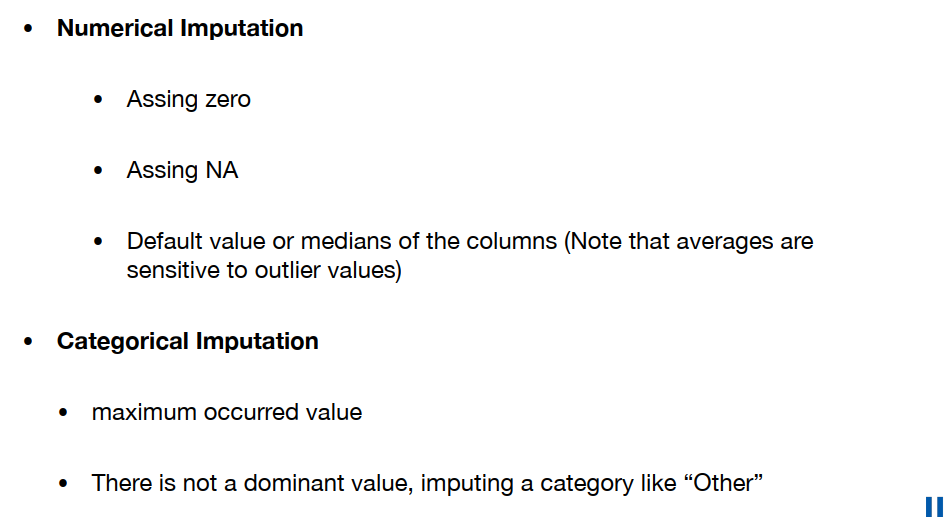 • Numerical Imputation
• Assing zero
• Assing NA
• Default value or medians of the columns (Note that averages are
sensitive to outlier values)
• Categorical Imputation
• maximum occurred value
• There is not a dominant value, imputing a category like “Other”